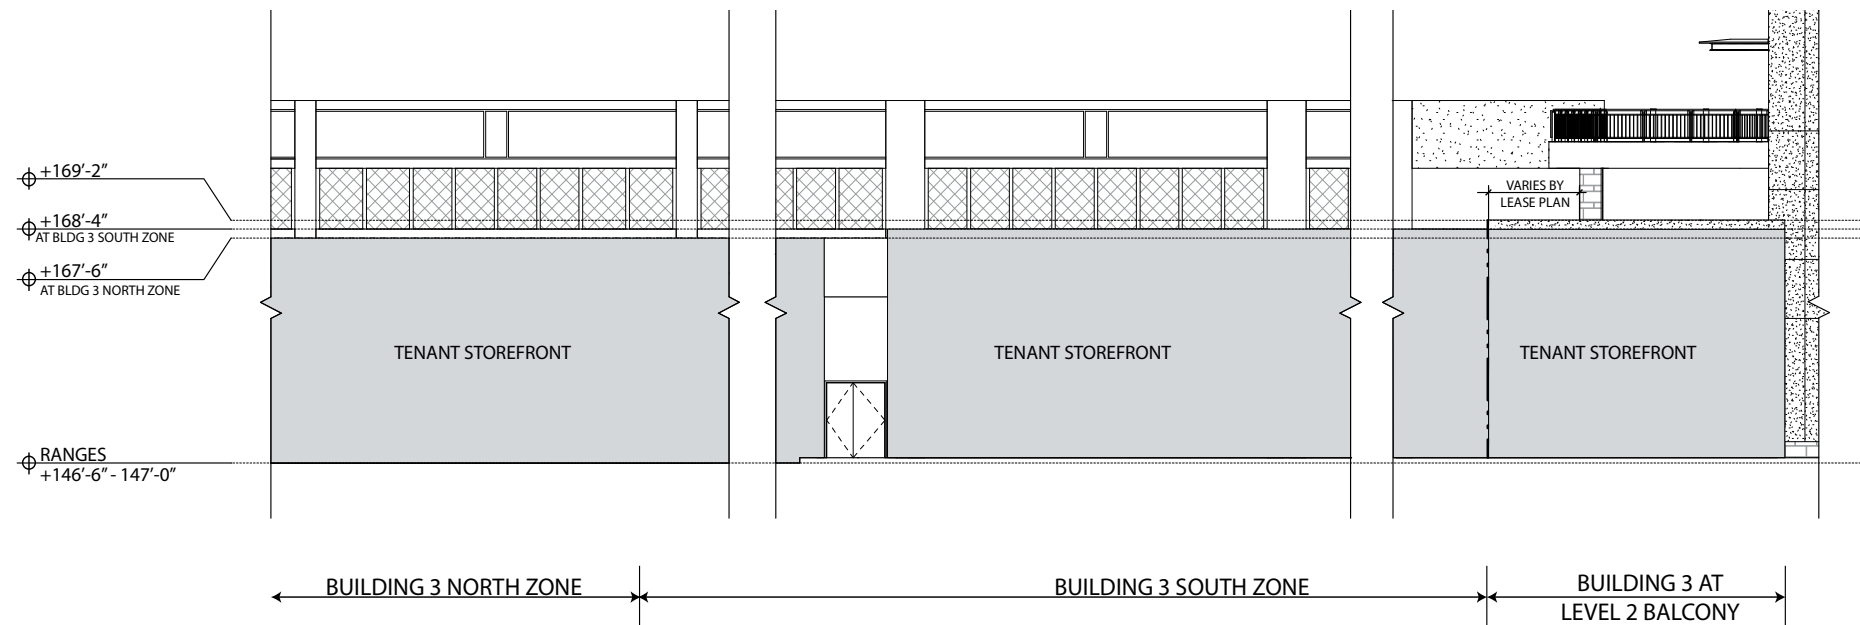 +169'-2”
+168'-4”
AT BLDG 3 SOUTH ZONE
+167'-6”
AT BLDG 3 NORTH ZONE
RANGES
+146'-6” - 147'-0”
VARIES BY
LEASE PLAN
TENANT STOREFRONT
TENANT STOREFRONT
TENANT STOREFRONT
BUILDING 3 NORTH ZONE
BUILDING 3 SOUTH ZONE
BUILDING 3 AT
LEVEL 2 BALCONY